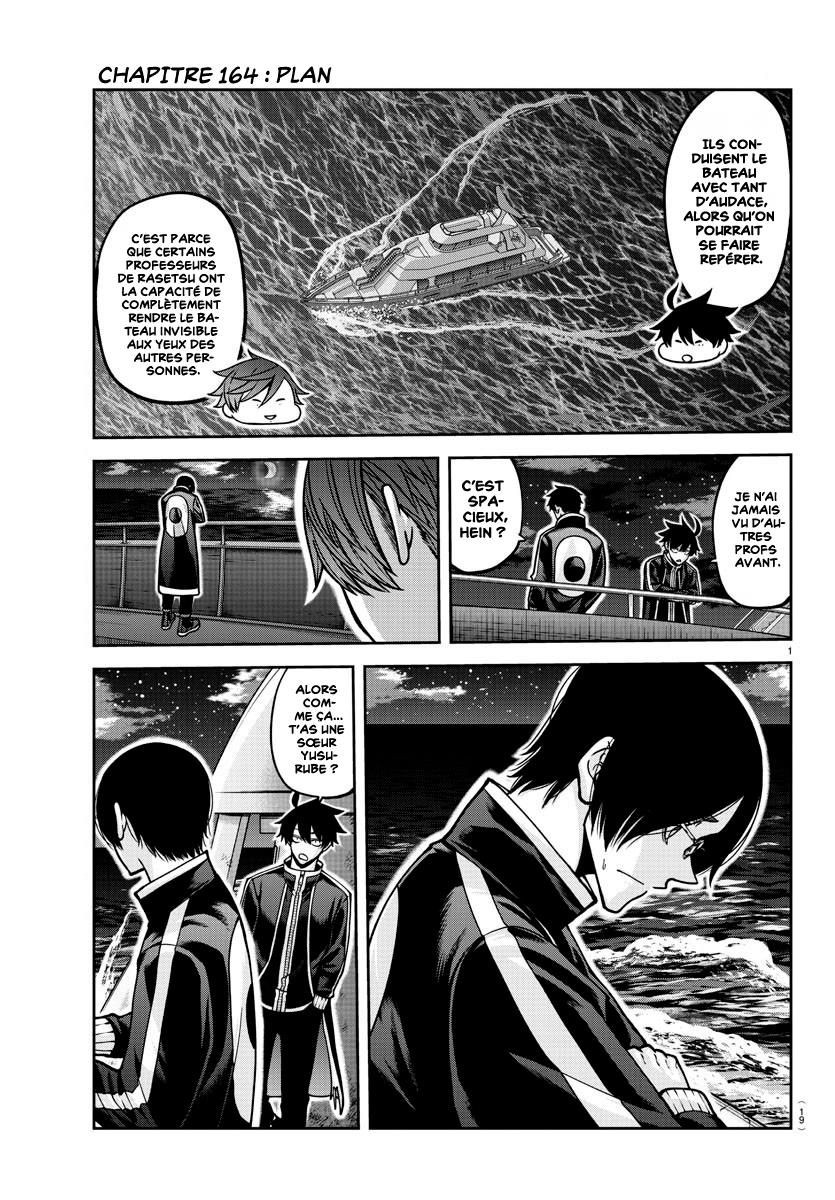 CHAPITRE 164 : PLAN
ILS CON-
DUISENT LE
BATEAU
AVEC TANT
D'AUDACE,
ALORS QU'ON
POURRAIT
SE FAIRE
REPÉRER.
C'EST PARCE
QUE CERTAINS
PROFESSEURS
DE RASETSU ONT
LA CAPACITÉ DE
COMPLÈTEMENT
RENDRE LE BA-
TEAU INVISIBLE
AUX YEUX DES
AUTRES PER-
SONNES.
JE N'AI
JAMAIS
VU D'AU-
TRES
PROFS
AVANT.
C'EST
SPA-
CIEUX,
HEIN ?
1
ALORS
COM-
ME ÇA...
T'AS UNE
SŒUR
YUSU-
RUBE ?
(19)